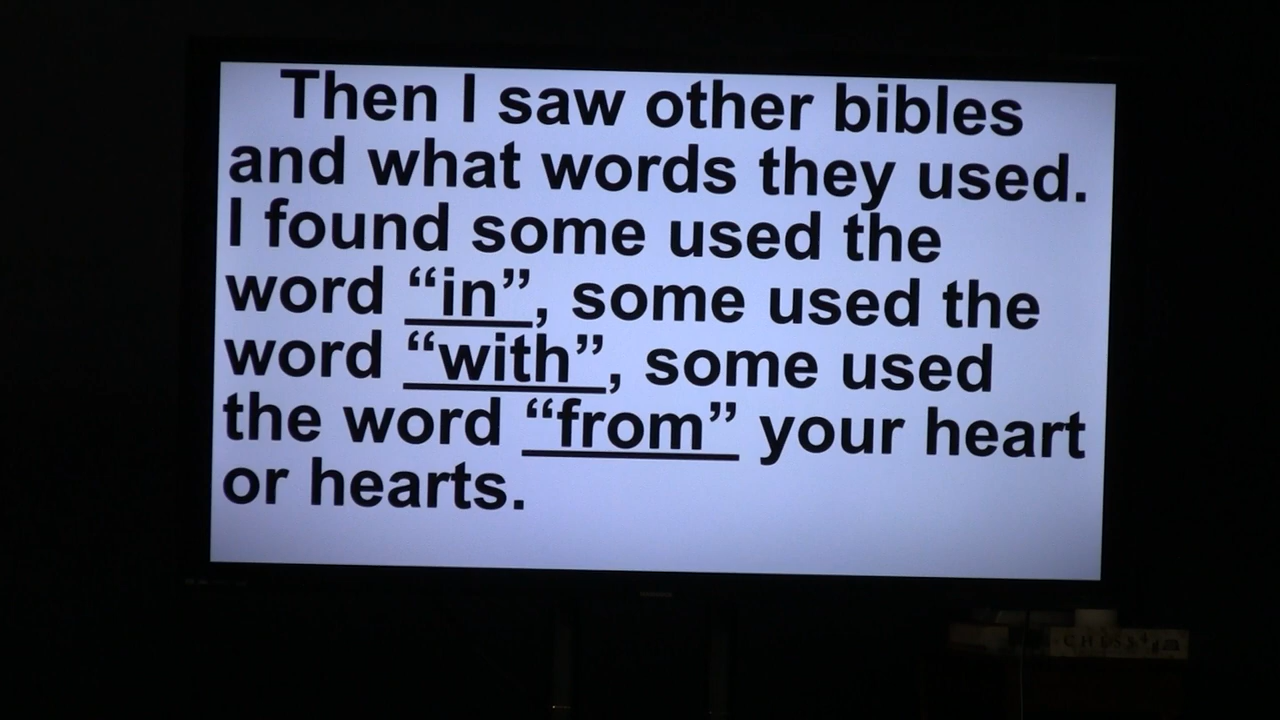 Then I saw other bibles
and what words they used.
I found some used the
word “in”, some used the
word “with”, some used
the word “from” your heart
or hearts.
CHESS